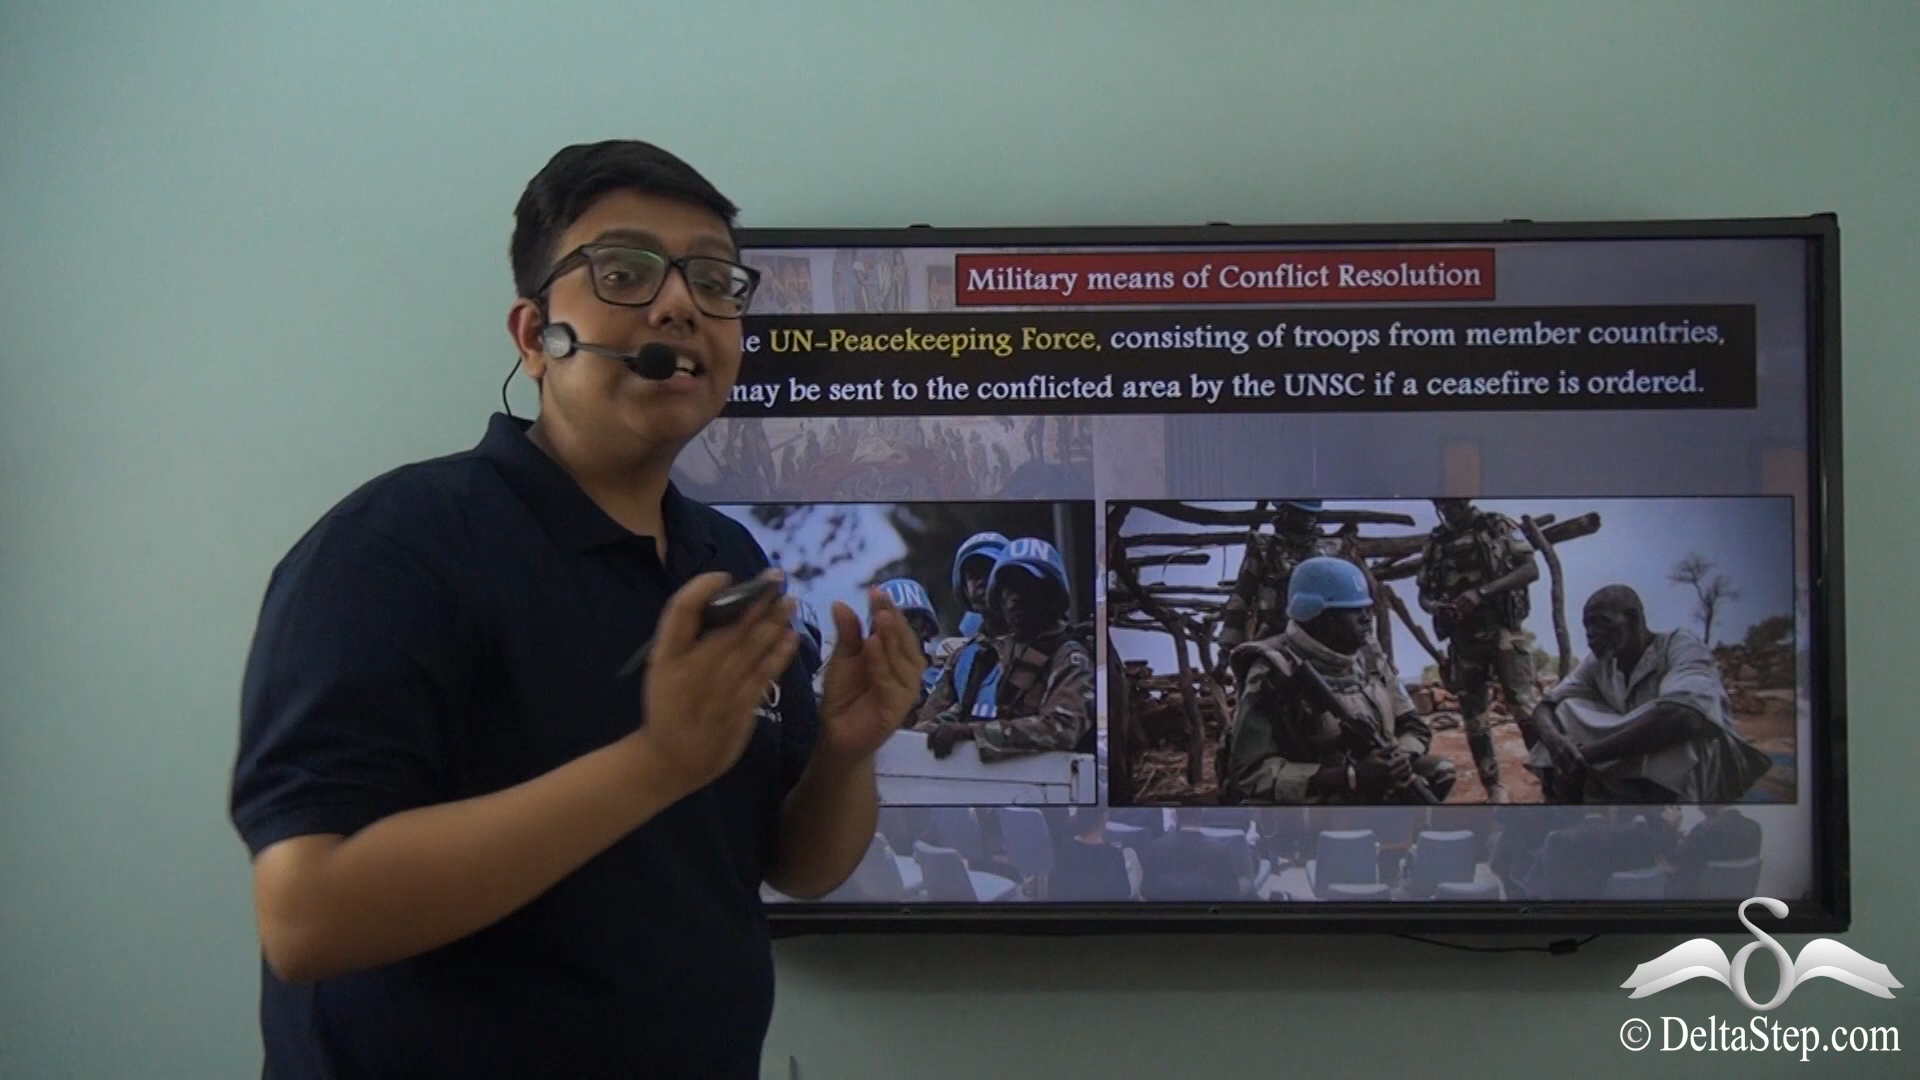 Military means of Conflict Resolution
UN-Peacekeeping Force, consisting of troops from member countries,
may be sent to the conflicted area by the UNSC if a ceasefire is ordered.
UN
UN
UN
© DeltaStep.com